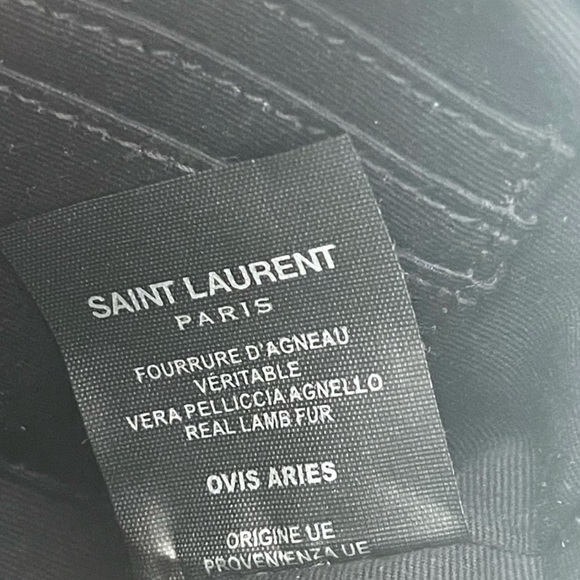 SAINT LAURENT
PARIS
FOURRURE D'AGNEAU
VERITABLE
VERA PELLICCIA AGNELLO
REAL LAMB FUR
OVIS ARIES
ORIGINE UE
PROVENIENZA UE